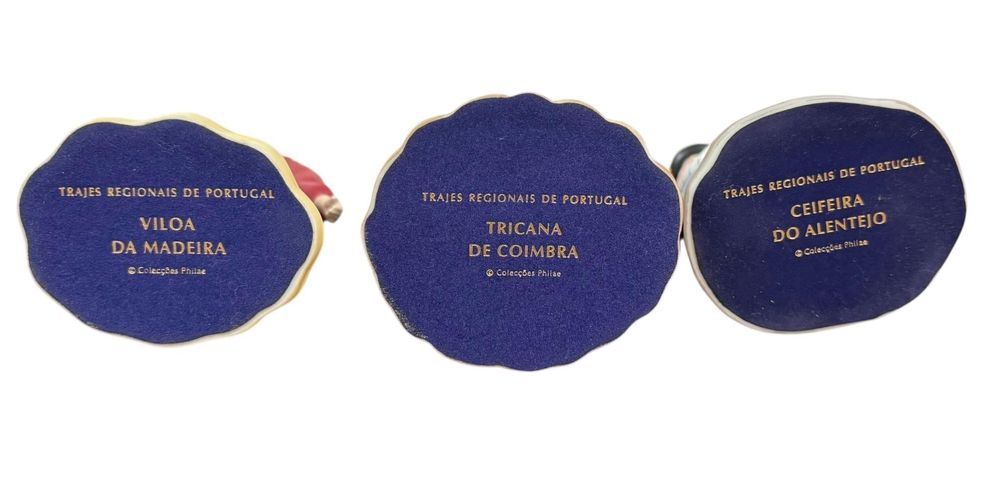 TRAJES REGIONAIS DE PORTUGAL
VILOA
DA MADEIRA
© Colecções Philae
TRAJES REGIONAIS DE PORTUGAL
TRICANA
DE COIMBRA
© Colecções Philae
TRAJES REGIONAIS DE PORTUGAL
CEIFEIRA
DO ALENTEJO
© Colecções Philae